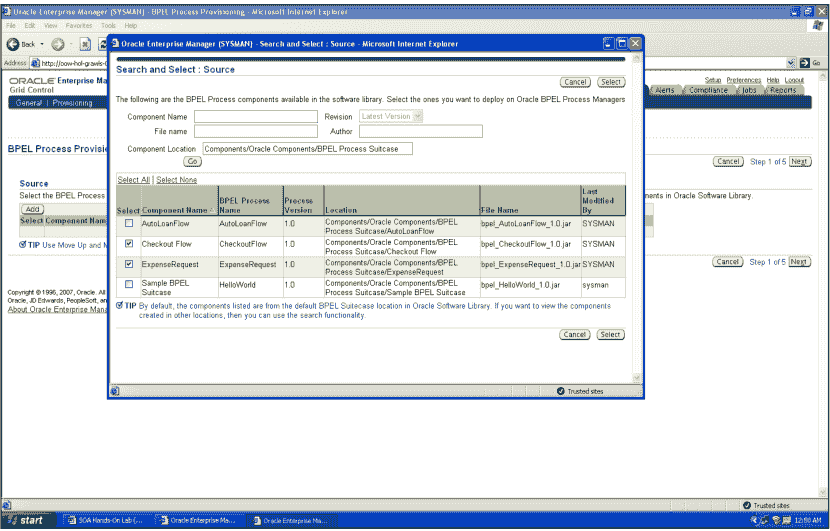 Oracle Enterprise Manager (SYSMAN) - BPEL Process Provisioning - Microsoft Internet Explorer
File Edit View Favorites Tools Help
Back
Address http://oow-hol-grawls-
Go
ORACLE Enterprise Ma
Grid Control
Setup Preferences Help Logout
Alerts Compliance Jobs Reports
General | Provisioning
BPEL Process Provisi
Cancel Step 1 of 5 Next
Source
Select the BPEL Process
nents in Oracle Software Library.
Add
Select Component Nam
TIP Use Move Up and M
Cancel Step 1 of 5 Next
Copyright © 1996, 2007, Oracle. All
Oracle, JD Edwards, PeopleSoft, an
About Oracle Enterprise Mana
Oracle Enterprise Manager (SYSMAN) - Search and Select : Source - Microsoft Internet Explorer
Search and Select : Source
Cancel Select
The following are the BPEL Process components available in the software library. Select the ones you want to deploy on Oracle BPEL Process Managers
Component Name Revision Latest Version
File name Author
Component Location Components/Oracle Components/BPEL Process Suitcase
Go
Select All | Select None
Select Component Name BPEL Process Name Process Version Location File Name Last Modified By
AutoLoanFlow AutoLoanFlow 1.0 Components/Oracle Components/BPEL Process Suitcase/AutoLoanFlow bpel_AutoLoanFlow_1.0.jar SYSMAN
Checkout Flow CheckoutFlow 1.0 Components/Oracle Components/BPEL Process Suitcase/Checkout Flow bpel_CheckoutFlow_1.0.jar SYSMAN
ExpenseRequest ExpenseRequest 1.0 Components/Oracle Components/BPEL Process Suitcase/ExpenseRequest bpel_ExpenseRequest_1.0.jar SYSMAN
Sample BPEL Suitcase HelloWorld 1.0 Components/Oracle Components/BPEL Process Suitcase/Sample BPEL Suitcase bpel_HelloWorld_1.0.jar sysman
TIP By default, the components listed are from the default BPEL Suitecase location in Oracle Software Library. If you want to view the components
created in other locations, then you can use the search functionality.
Cancel Select
Trusted sites
Trusted sites
start SOA Hands-On Lab (... Oracle Enterprise Ma... Oracle Enterprise Ma... 12:58 AM